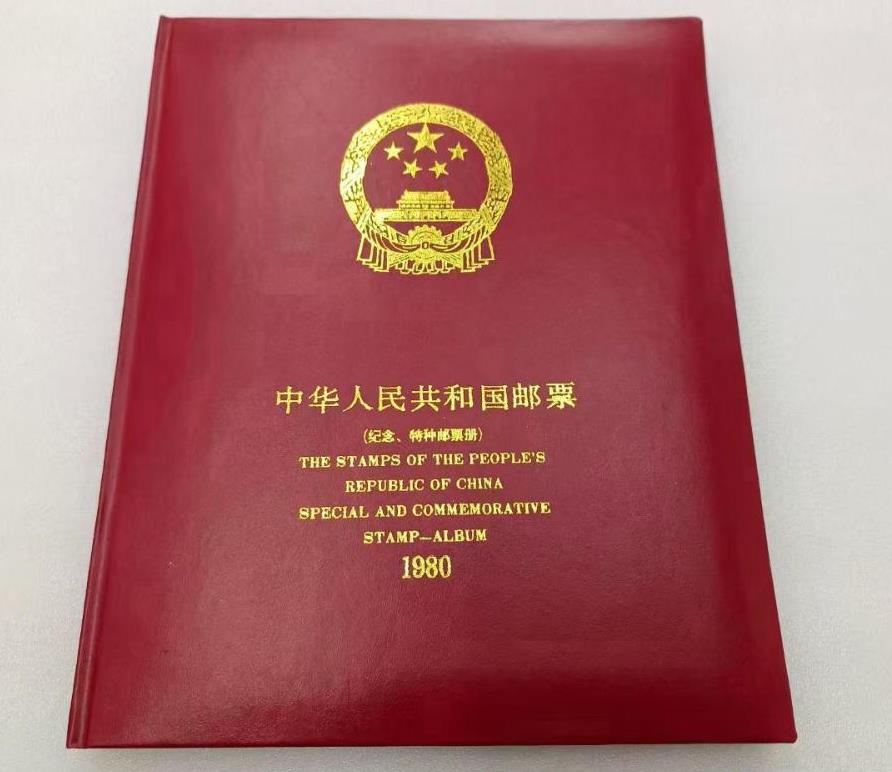 中华人民共和国邮票
(纪念、特种邮票册)
THE STAMPS OF THE PEOPLE'S
REPUBLIC OF CHINA
SPECIAL AND COMMEMORATIVE
STAMP—ALBUM
1980